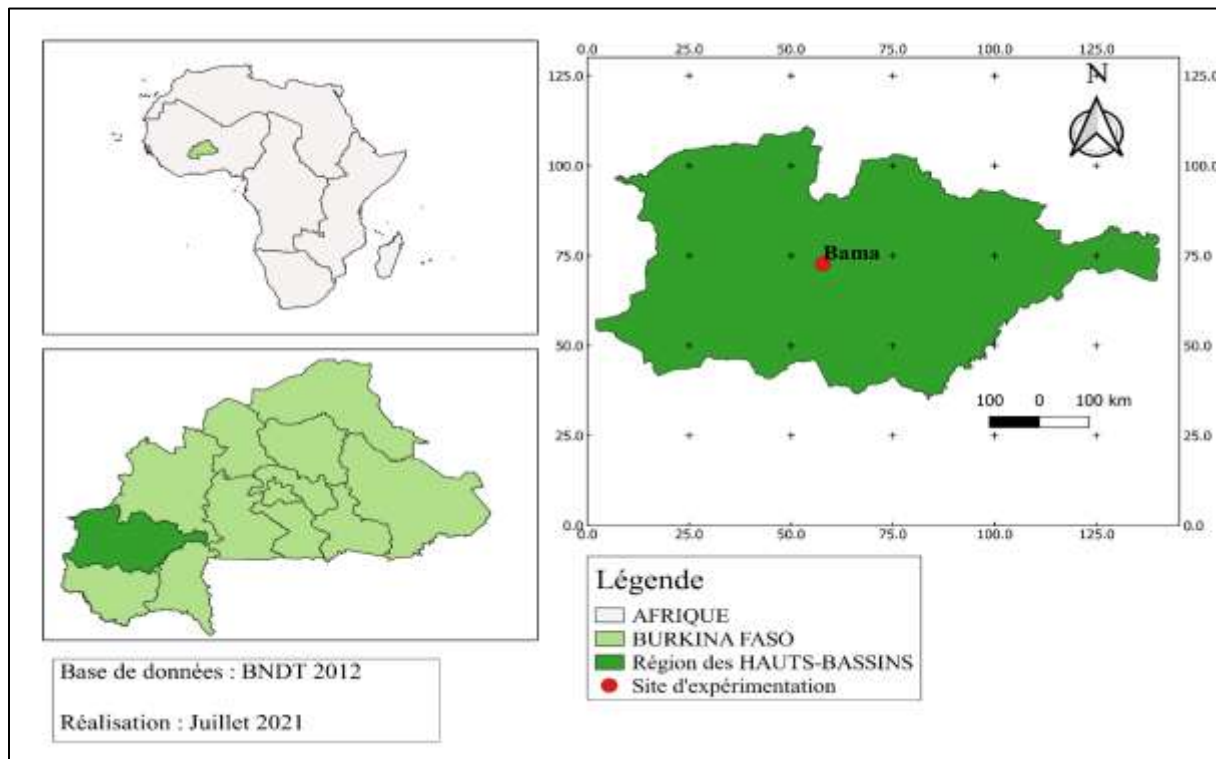 0.0 25.0 50.0 75.0 100.0 125.0
125.0 125.0
N
100.0 100.0
Bama
75.0 75.0
50.0 50.0
100 0 100 km
25.0 25.0
0.0 0.0
0.0 25.0 50.0 75.0 100.0 125.0
Légende
AFRIQUE
BURKINA FASO
Région des HAUTS-BASSINS
Site d'expérimentation
Base de données : BNDT 2012
Réalisation : Juillet 2021